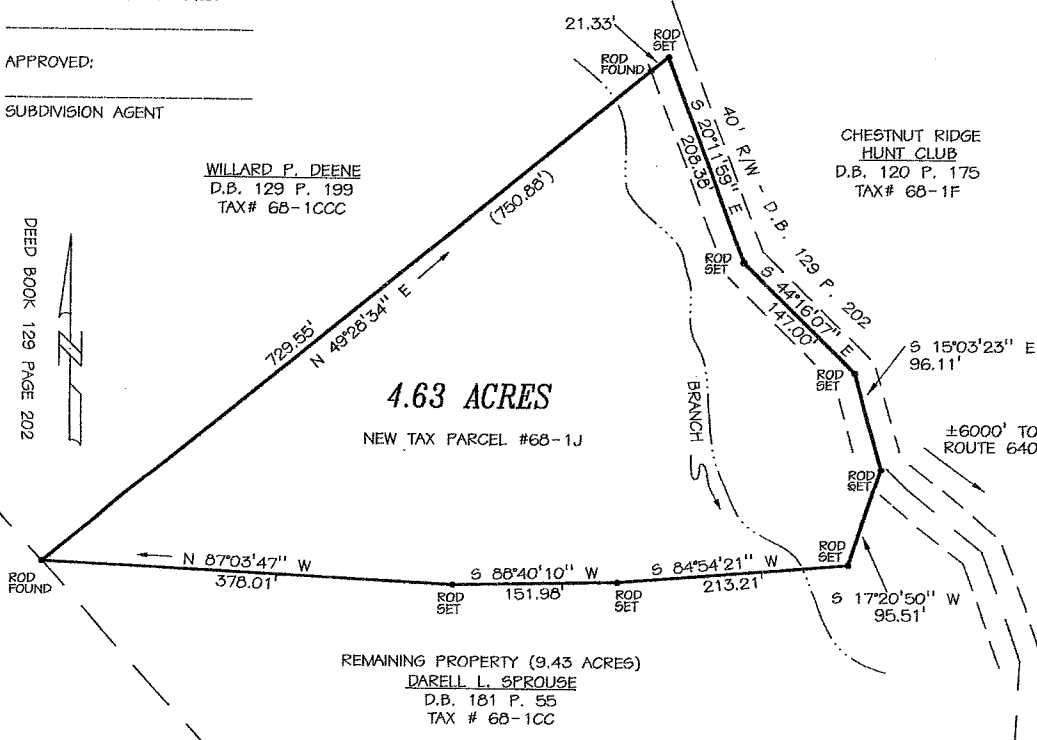 APPROVED:
SUBDIVISION AGENT
WILLARD P. DEENE
D.B. 129 P. 199
TAX# 68-1CCC
DEED BOOK 129 PAGE 202
N
21.33'
ROD
SET
ROD
FOUND
S 20°11'59" E
208.38'
40' R/W - D.B. 129 P. 202
CHESTNUT RIDGE
HUNT CLUB
D.B. 120 P. 175
TAX# 68-1F
(750.88')
729.55'
N 49°28'34" E
ROD
SET
S 44°16'07" E
147.00'
S 15°03'23" E
96.11'
ROD
SET
4.63 ACRES
NEW TAX PARCEL #68-1J
BRANCH
±6000' TO
ROUTE 640
ROD
SET
ROD
SET
S 17°20'50" W
95.51'
ROD
FOUND
N 87°03'47" W
378.01'
ROD
SET
S 88°40'10" W
151.98'
ROD
SET
S 84°54'21" W
213.21'
REMAINING PROPERTY (9.43 ACRES)
DARELL L. SPROUSE
D.B. 181 P. 55
TAX # 68-1CC